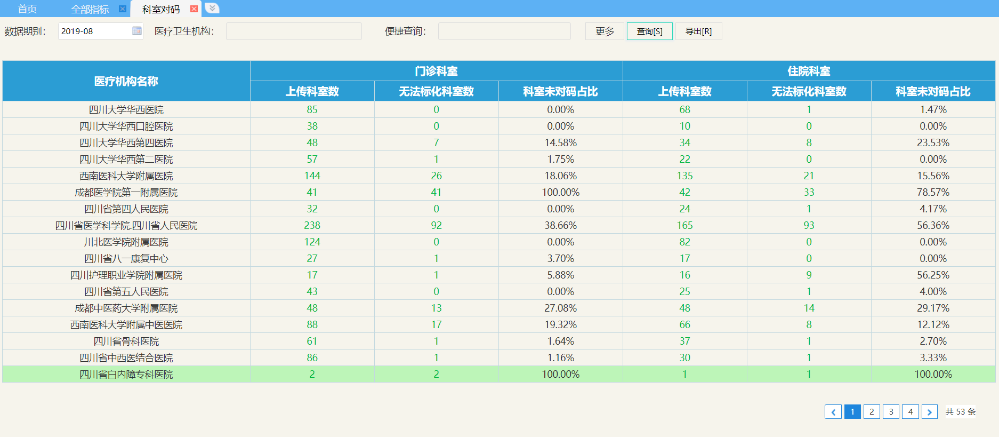 首页 全部指标 科室对码
数据期别： 2019-08 医疗卫生机构： 便捷查询： 更多 查询[S] 导出[R]
医疗机构名称 门诊科室 住院科室
上传科室数 无法标化科室数 科室未对码占比 上传科室数 无法标化科室数 科室未对码占比
四川大学华西医院 85 0 0.00% 68 1 1.47%
四川大学华西口腔医院 38 0 0.00% 10 0 0.00%
四川大学华西第四医院 48 7 14.58% 34 8 23.53%
四川大学华西第二医院 57 1 1.75% 22 0 0.00%
西南医科大学附属医院 144 26 18.06% 135 21 15.56%
成都医学院第一附属医院 41 41 100.00% 42 33 78.57%
四川省第四人民医院 32 0 0.00% 24 1 4.17%
四川省医学科学院.四川省人民医院 238 92 38.66% 165 93 56.36%
川北医学院附属医院 124 0 0.00% 82 0 0.00%
四川省八一康复中心 27 1 3.70% 17 0 0.00%
四川护理职业学院附属医院 17 1 5.88% 16 9 56.25%
四川省第五人民医院 43 0 0.00% 25 1 4.00%
成都中医药大学附属医院 48 13 27.08% 48 14 29.17%
西南医科大学附属中医医院 88 17 19.32% 66 8 12.12%
四川省骨科医院 61 1 1.64% 37 1 2.70%
四川省中西医结合医院 86 1 1.16% 30 1 3.33%
四川省白内障专科医院 2 2 100.00% 1 1 100.00%
1 2 3 4 共 53 条